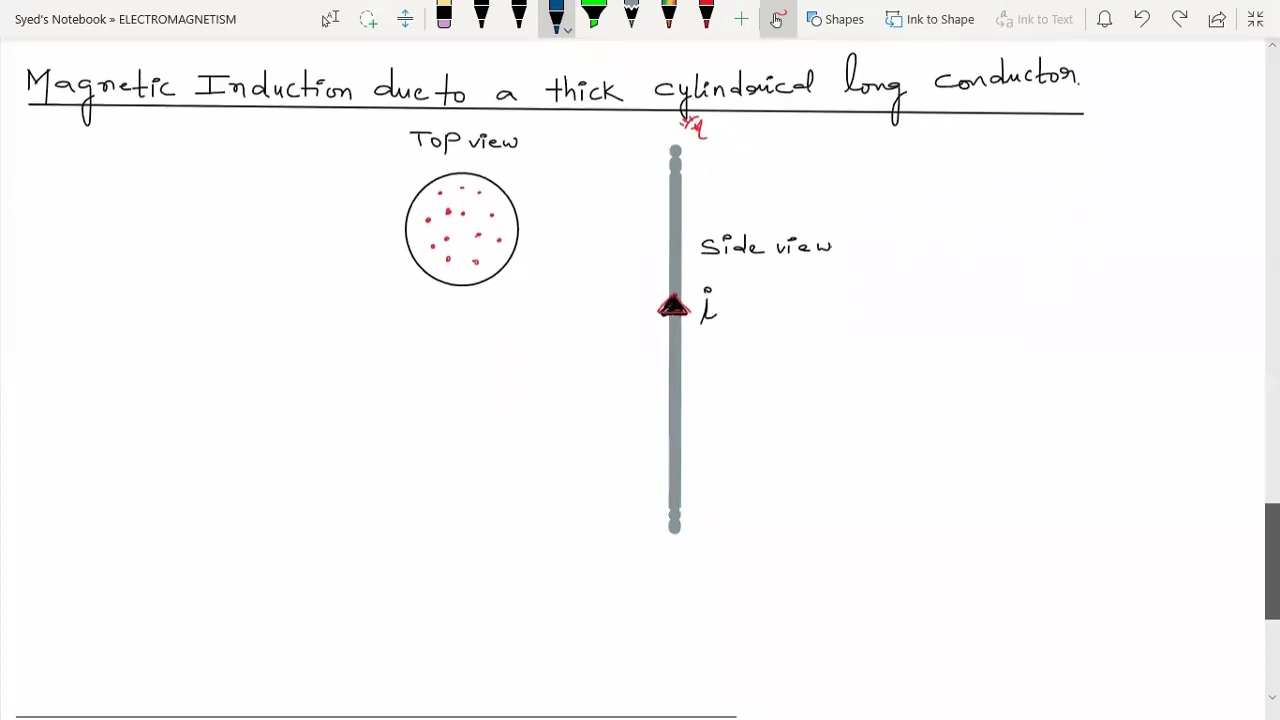 Syed's Notebook » ELECTROMAGNETISM
Shapes
Ink to Shape
Ink to Text
Magnetic Induction due to a thick cylindrical long conductor.
Top view
Side view
i